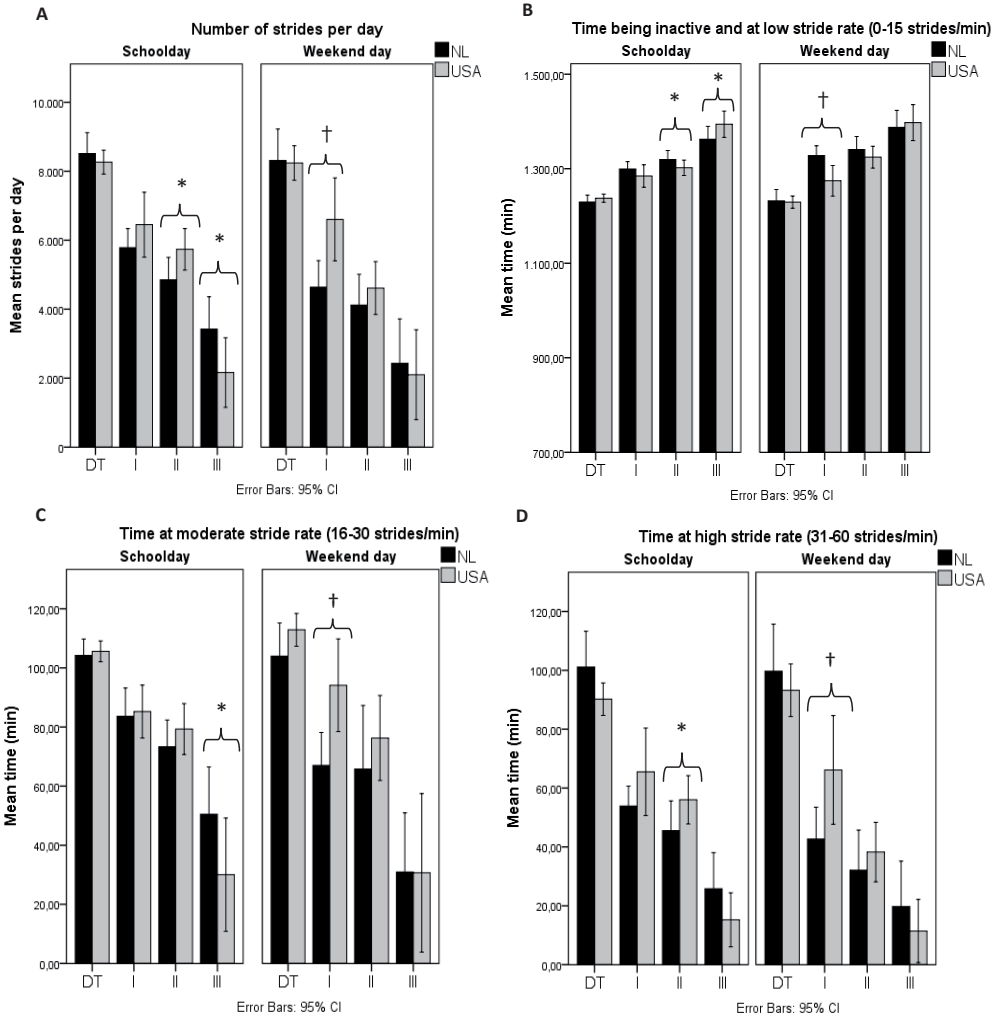 A
Number of strides per day
Schoolday
Weekend day
NL
USA
Mean strides per day
10.000
8.000
6.000
4.000
2.000
0
*
*
†
DT I II III
DT I II III
Error Bars: 95% CI
B
Time being inactive and at low stride rate (0-15 strides/min)
Schoolday
Weekend day
NL
USA
Mean time (min)
1.500,00
1.300,00
1.100,00
900,00
700,00
*
*
†
DT I II III
DT I II III
Error Bars: 95% CI
C
Time at moderate stride rate (16-30 strides/min)
Schoolday
Weekend day
NL
USA
Mean time (min)
120,00
100,00
80,00
60,00
40,00
20,00
0,00
*
†
DT I II III
DT I II III
Error Bars: 95% CI
D
Time at high stride rate (31-60 strides/min)
Schoolday
Weekend day
NL
USA
Mean time (min)
120,00
100,00
80,00
60,00
40,00
20,00
0,00
*
†
DT I II III
DT I II III
Error Bars: 95% CI